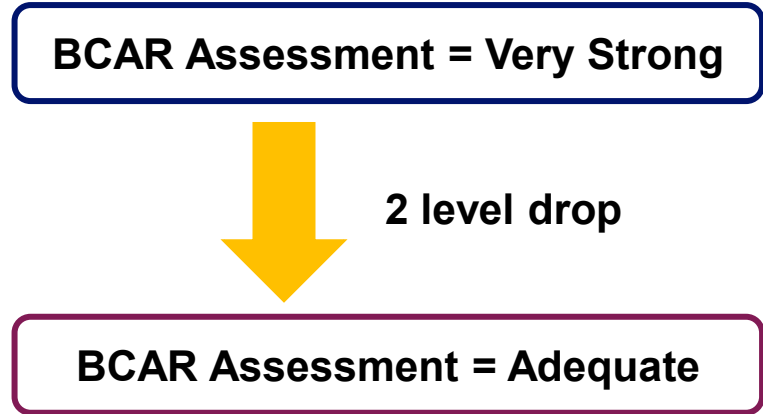 BCAR Assessment = Very Strong
2 level drop
BCAR Assessment = Adequate